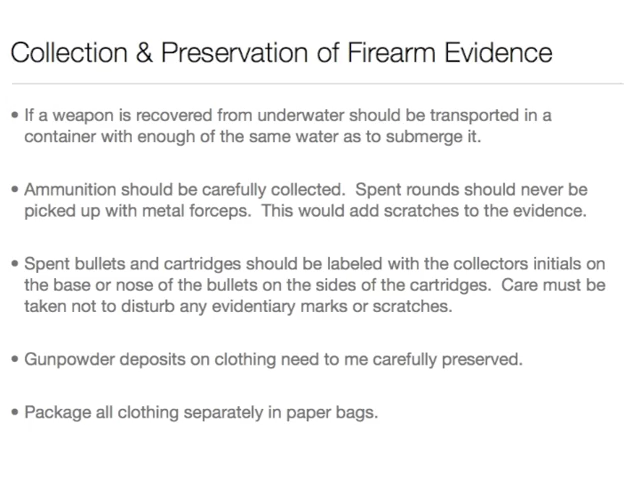 Collection & Preservation of Firearm Evidence
• If a weapon is recovered from underwater should be transported in a
container with enough of the same water as to submerge it.
• Ammunition should be carefully collected.  Spent rounds should never be
picked up with metal forceps.  This would add scratches to the evidence.
• Spent bullets and cartridges should be labeled with the collectors initials on
the base or nose of the bullets on the sides of the cartridges.  Care must be
taken not to disturb any evidentiary marks or scratches.
• Gunpowder deposits on clothing need to me carefully preserved.
• Package all clothing separately in paper bags.